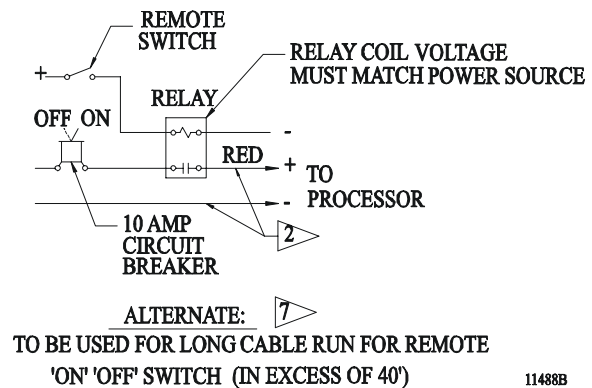 REMOTE
SWITCH
RELAY COIL VOLTAGE
MUST MATCH POWER SOURCE
+
RELAY
OFF ON
-
RED
+
TO
PROCESSOR
-
10 AMP
CIRCUIT
BREAKER
2
ALTERNATE: 7
TO BE USED FOR LONG CABLE RUN FOR REMOTE
'ON' 'OFF' SWITCH (IN EXCESS OF 40')
11488B